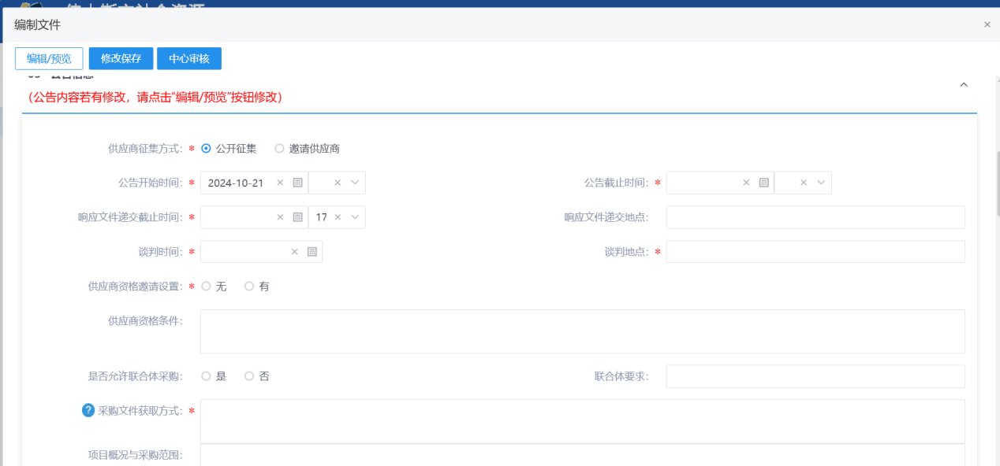 编制文件
编辑/预览 修改保存 中心审核
(公告内容若有修改，请点击"编辑/预览"按钮修改)
供应商征集方式: * 公开征集 邀请供应商
公告开始时间: * 2024-10-21 公告截止时间: *
响应文件递交截止时间: * 17 响应文件递交地点:
谈判时间: * 谈判地点: *
供应商资格邀请设置: * 无 有
供应商资格条件:
是否允许联合体采购: 是 否 联合体要求:
? 采购文件获取方式: *
项目概况与采购范围: